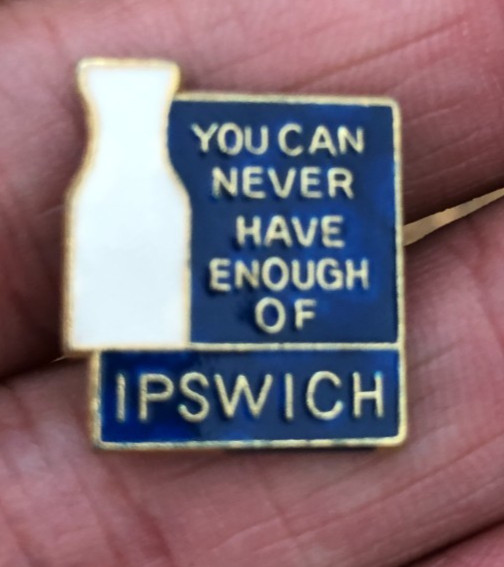 YOU CAN
NEVER
HAVE
ENOUGH
OF
IPSWICH